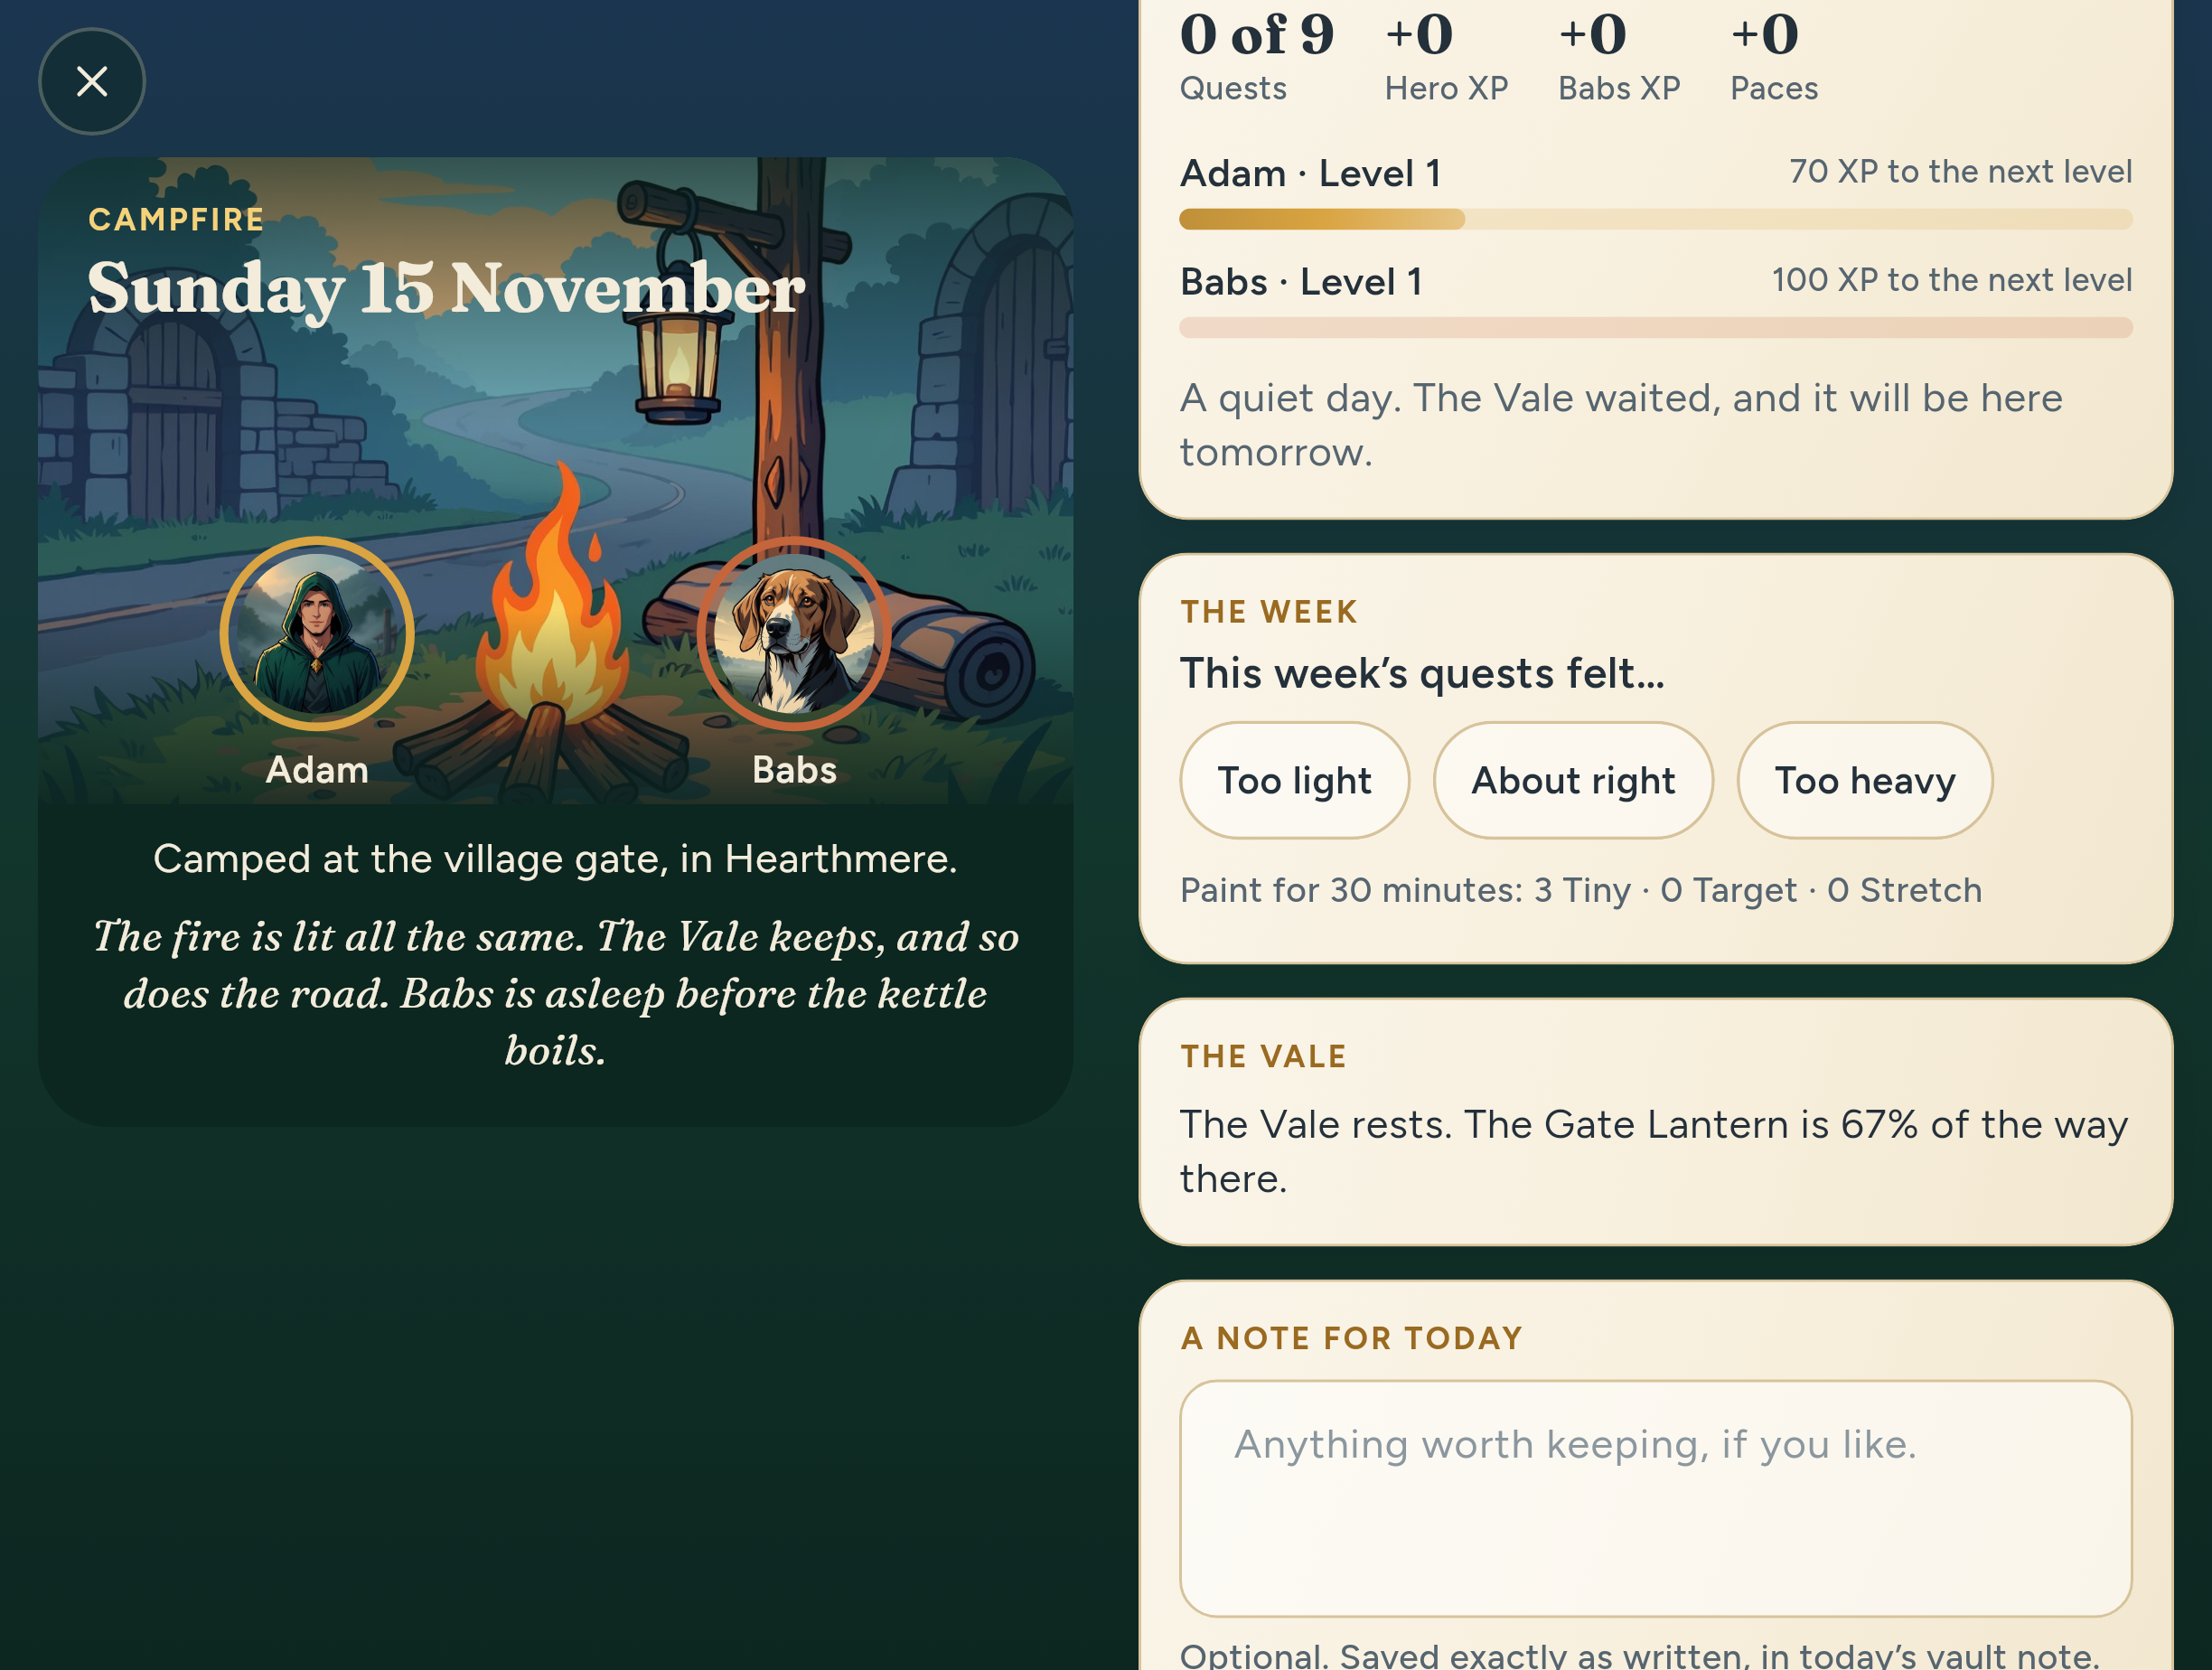 CAMPFIRE
Sunday 15 November
Adam
Babs
Camped at the village gate, in Hearthmere.
The fire is lit all the same. The Vale keeps, and so
does the road. Babs is asleep before the kettle
boils.
0 of 9
Quests
+0
Hero XP
+0
Babs XP
+0
Paces
Adam · Level 1
70 XP to the next level
Babs · Level 1
100 XP to the next level
A quiet day. The Vale waited, and it will be here
tomorrow.
THE WEEK
This week’s quests felt…
Too light
About right
Too heavy
Paint for 30 minutes: 3 Tiny · 0 Target · 0 Stretch
THE VALE
The Vale rests. The Gate Lantern is 67% of the way
there.
A NOTE FOR TODAY
Anything worth keeping, if you like.
Optional. Saved exactly as written, in today’s vault note.